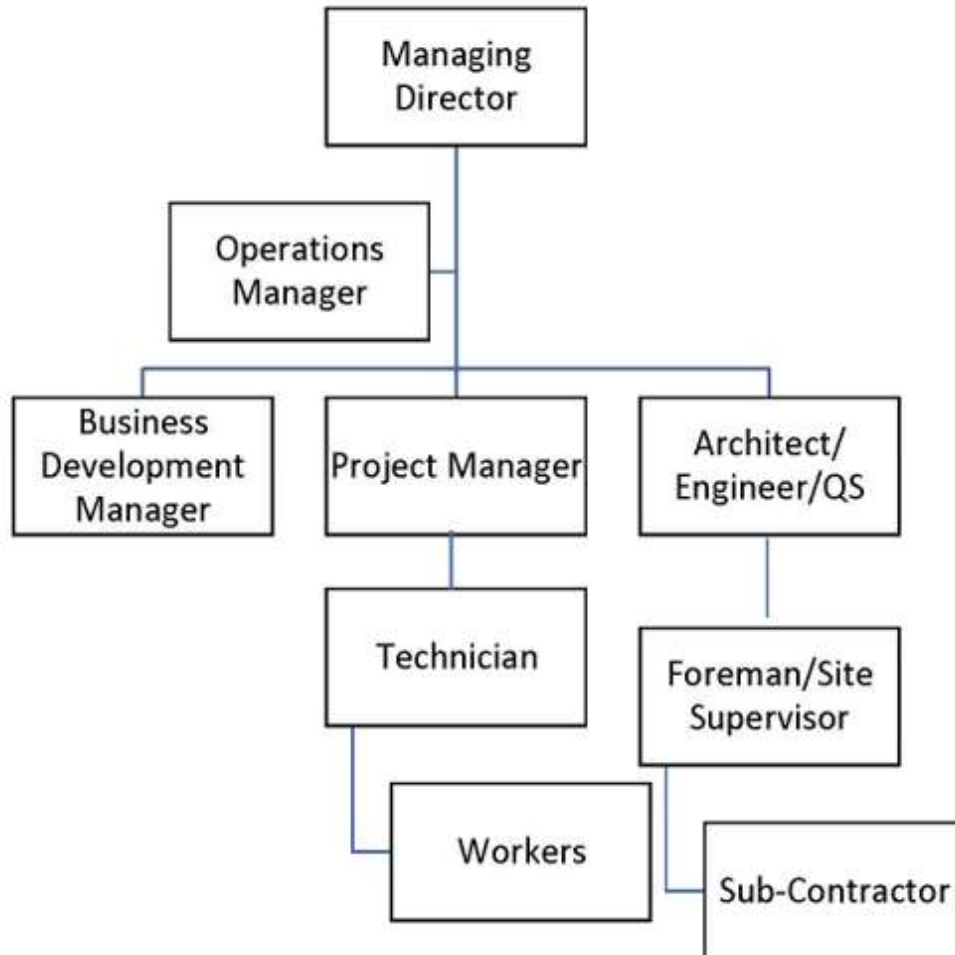 Managing
Director
Operations
Manager
Business
Development
Manager
Project Manager
Architect/
Engineer/QS
Technician
Foreman/Site
Supervisor
Workers
Sub-Contractor